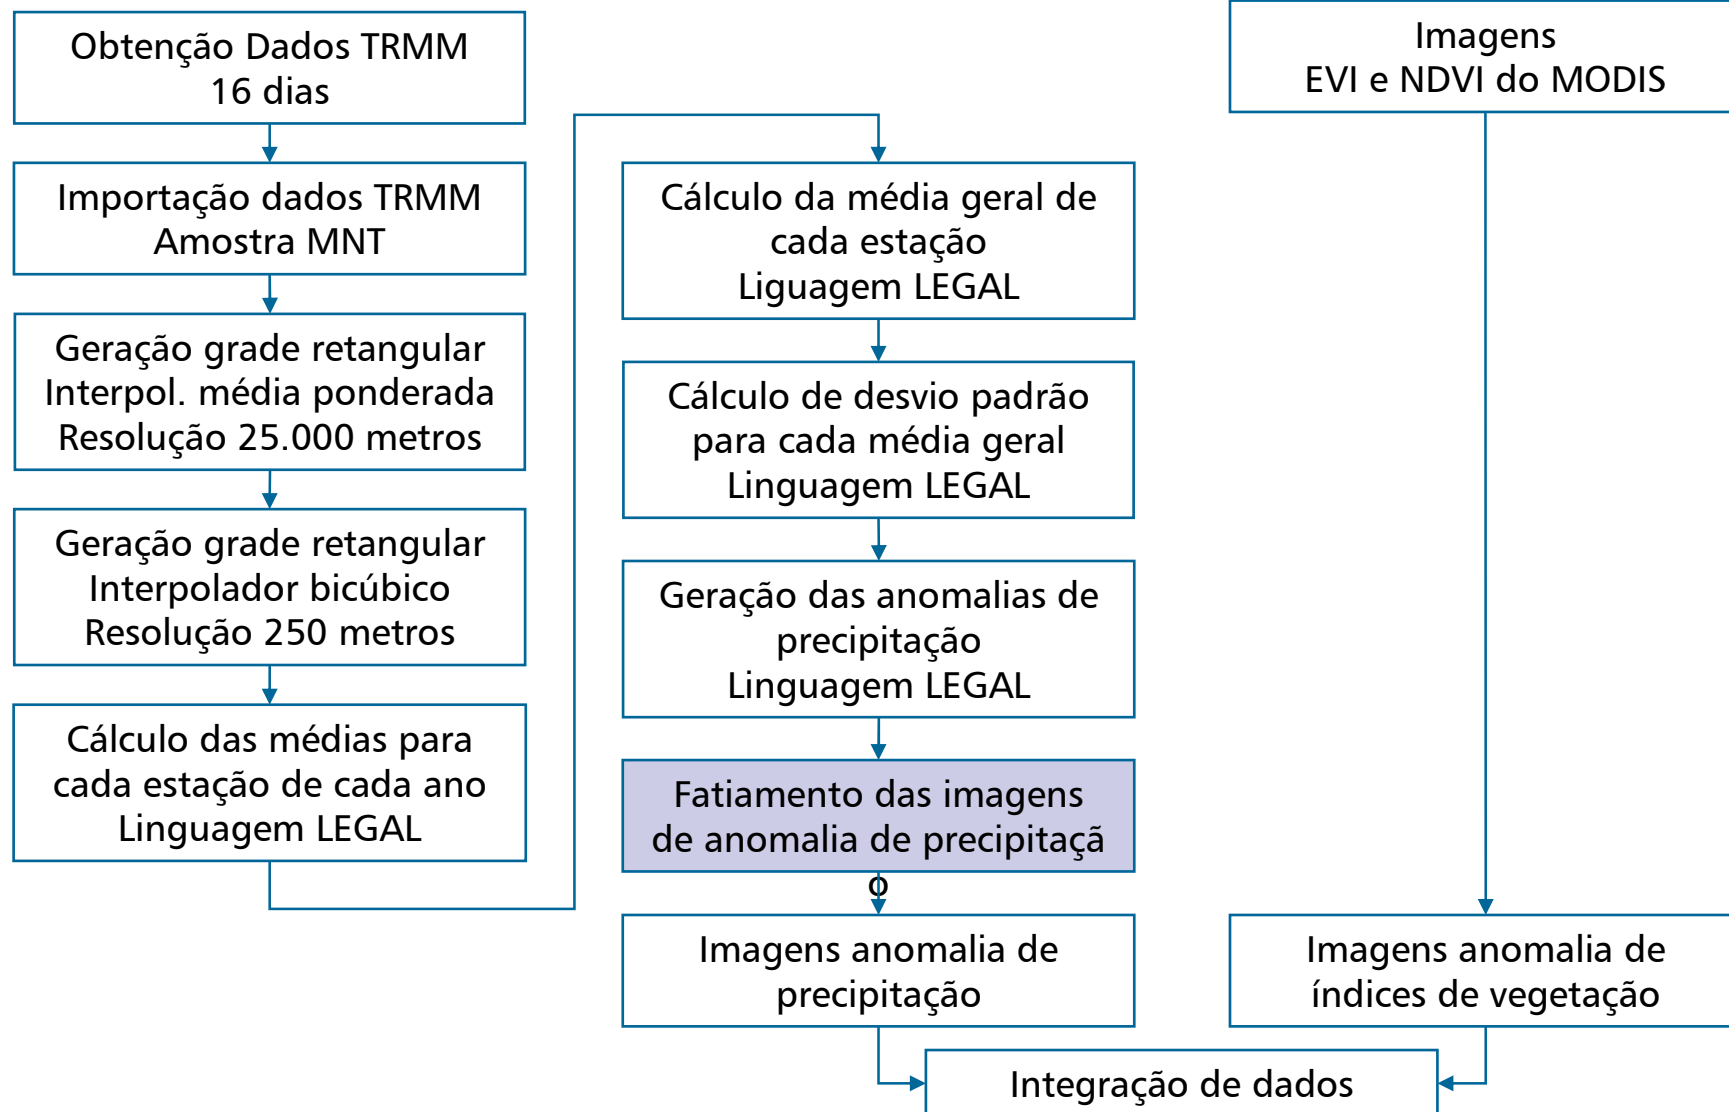 Obtenção Dados TRMM
16 dias
Importação dados TRMM
Amostra MNT
Geração grade retangular
Interpol. média ponderada
Resolução 25.000 metros
Geração grade retangular
Interpolador bicúbico
Resolução 250 metros
Cálculo das médias para
cada estação de cada ano
Linguagem LEGAL
Cálculo da média geral de
cada estação
Liguagem LEGAL
Cálculo de desvio padrão
para cada média geral
Linguagem LEGAL
Geração das anomalias de
precipitação
Linguagem LEGAL
Fatiamento das imagens
de anomalia de precipitaçã
o
Imagens anomalia de
precipitação
Imagens
EVI e NDVI do MODIS
Imagens anomalia de
índices de vegetação
Integração de dados